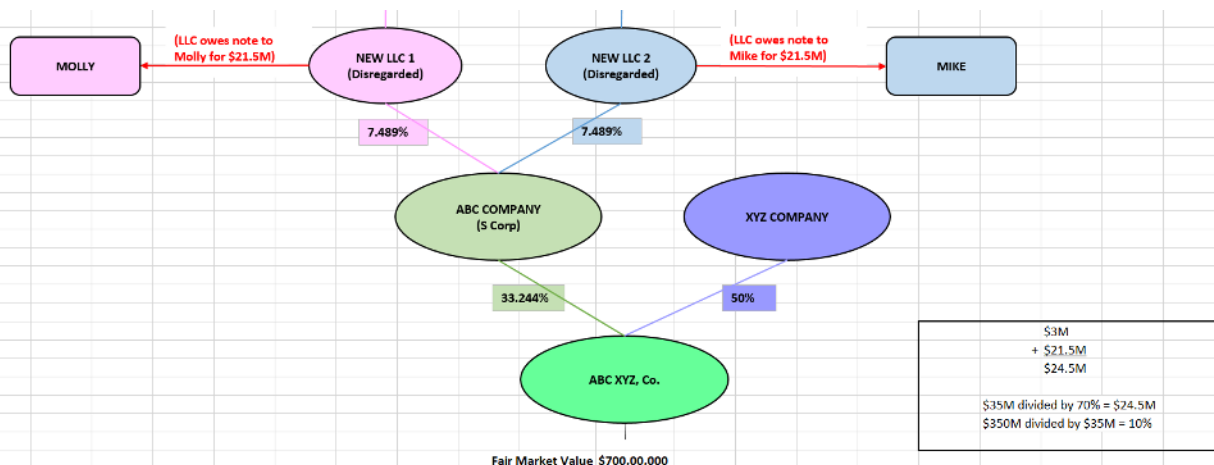 (LLC owes note to
Molly for $21.5M)
(LLC owes note to
Mike for $21.5M)
MOLLY
NEW LLC 1
(Disregarded)
NEW LLC 2
(Disregarded)
MIKE
7.489%
7.489%
ABC COMPANY
(S Corp)
XYZ COMPANY
33.244%
50%
$3M
+ $21.5M
$24.5M
ABC XYZ, Co.
$35M divided by 70% = $24.5M
$350M divided by $35M = 10%
Fair Market Value $700.00.000